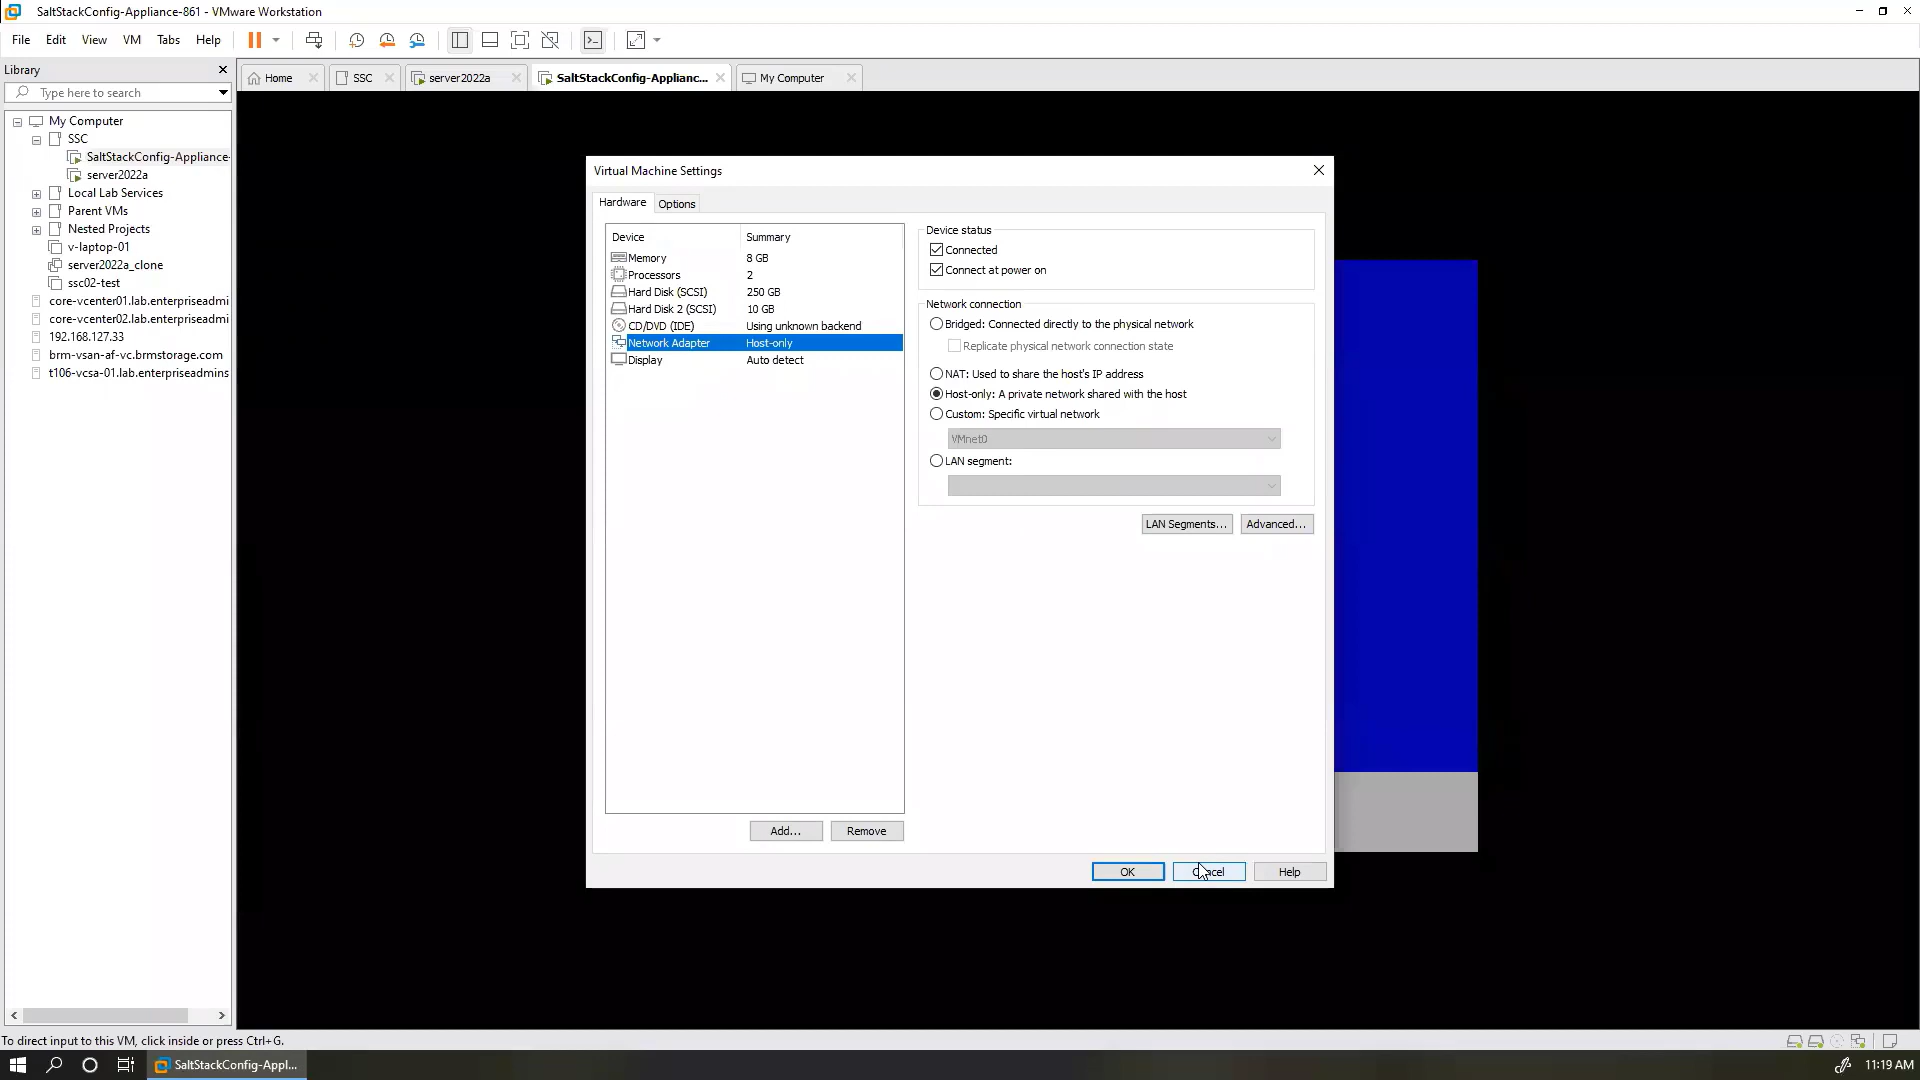 SaltStackConfig-Appliance-861 - VMware Workstation
File Edit View VM Tabs Help
Library
Type here to search
Home
SSC
server2022a
SaltStackConfig-Applianc...
My Computer
My Computer
SSC
SaltStackConfig-Appliance-
server2022a
Local Lab Services
Parent VMs
Nested Projects
v-laptop-01
server2022a_clone
ssc02-test
core-vcenter01.lab.enterpriseadmi
core-vcenter02.lab.enterpriseadmi
192.168.127.33
brm-vsan-af-vc.brmstorage.com
t106-vcsa-01.lab.enterpriseadmins
Virtual Machine Settings
Hardware Options
Device Summary
Memory 8 GB
Processors 2
Hard Disk (SCSI) 250 GB
Hard Disk 2 (SCSI) 10 GB
CD/DVD (IDE) Using unknown backend
Network Adapter Host-only
Display Auto detect
Add... Remove
Device status
Connected
Connect at power on
Network connection
Bridged: Connected directly to the physical network
Replicate physical network connection state
NAT: Used to share the host's IP address
Host-only: A private network shared with the host
Custom: Specific virtual network
VMnet0
LAN segment:
LAN Segments... Advanced...
OK Cancel Help
To direct input to this VM, click inside or press Ctrl+G.
SaltStackConfig-Appl...
11:19 AM